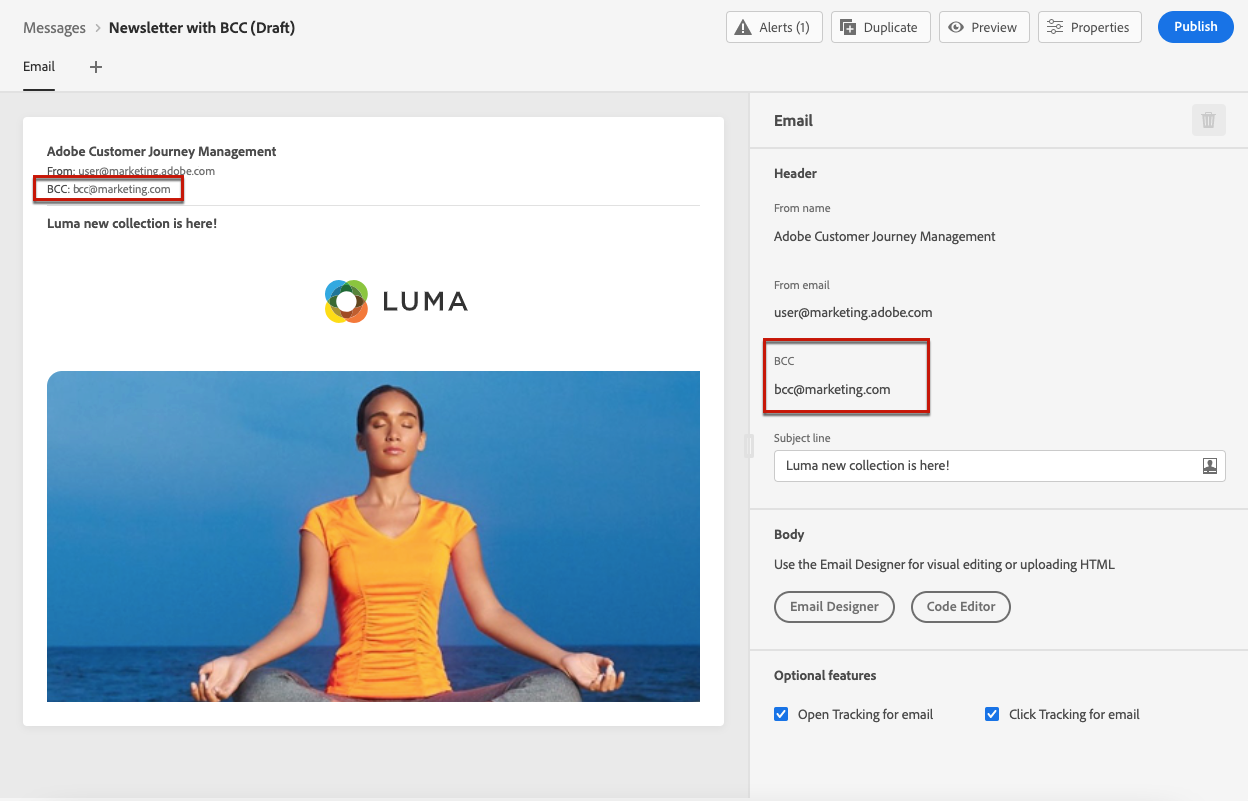 Messages > Newsletter with BCC (Draft)
Alerts (1)
Duplicate
Preview
Properties
Publish
Email +
Adobe Customer Journey Management
From: user@marketing.adobe.com
BCC: bcc@marketing.com
Luma new collection is here!
LUMA
Email
Header
From name
Adobe Customer Journey Management
From email
user@marketing.adobe.com
BCC
bcc@marketing.com
Subject line
Luma new collection is here!
Body
Use the Email Designer for visual editing or uploading HTML
Email Designer
Code Editor
Optional features
Open Tracking for email
Click Tracking for email